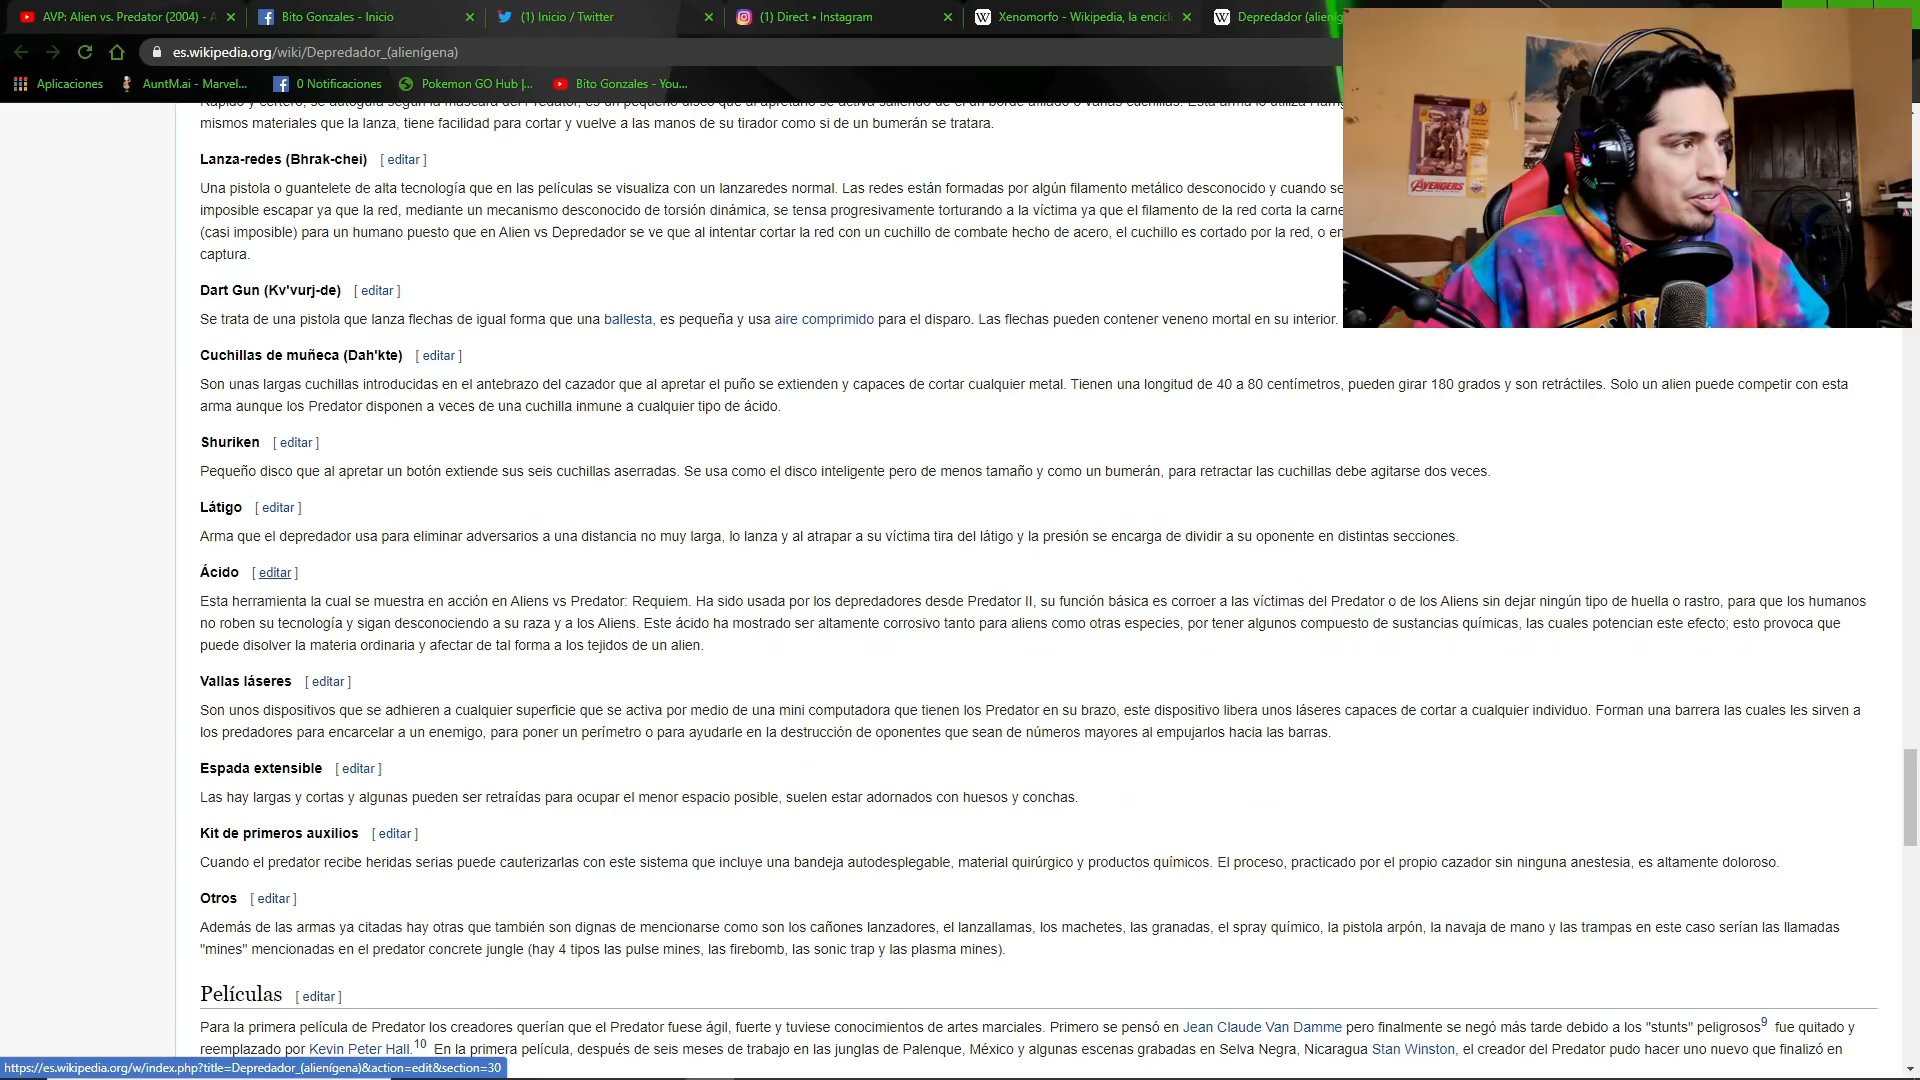 AVP: Alien vs. Predator (2004) - A
Bito Gonzales - Inicio
(1) Inicio / Twitter
(1) Direct • Instagram
Xenomorfo - Wikipedia, la encicl
Depredador (alieníg
es.wikipedia.org/wiki/Depredador_(alienígena)
Aplicaciones
AuntM.ai - Marvel...
0 Notificaciones
Pokemon GO Hub |...
Bito Gonzales - You...
mismos materiales que la lanza, tiene facilidad para cortar y vuelve a las manos de su tirador como si de un bumerán se tratara.
Lanza-redes (Bhrak-chei) [ editar ]
Una pistola o guantelete de alta tecnología que en las películas se visualiza con un lanzaredes normal. Las redes están formadas por algún filamento metálico desconocido y cuando se
imposible escapar ya que la red, mediante un mecanismo desconocido de torsión dinámica, se tensa progresivamente torturando a la víctima ya que el filamento de la red corta la carne
(casi imposible) para un humano puesto que en Alien vs Depredador se ve que al intentar cortar la red con un cuchillo de combate hecho de acero, el cuchillo es cortado por la red, o en
captura.
Dart Gun (Kv'vurj-de) [ editar ]
Se trata de una pistola que lanza flechas de igual forma que una ballesta, es pequeña y usa aire comprimido para el disparo. Las flechas pueden contener veneno mortal en su interior.
Cuchillas de muñeca (Dah'kte) [ editar ]
Son unas largas cuchillas introducidas en el antebrazo del cazador que al apretar el puño se extienden y capaces de cortar cualquier metal. Tienen una longitud de 40 a 80 centímetros, pueden girar 180 grados y son retráctiles. Solo un alien puede competir con esta
arma aunque los Predator disponen a veces de una cuchilla inmune a cualquier tipo de ácido.
Shuriken [ editar ]
Pequeño disco que al apretar un botón extiende sus seis cuchillas aserradas. Se usa como el disco inteligente pero de menos tamaño y como un bumerán, para retractar las cuchillas debe agitarse dos veces.
Látigo [ editar ]
Arma que el depredador usa para eliminar adversarios a una distancia no muy larga, lo lanza y al atrapar a su víctima tira del látigo y la presión se encarga de dividir a su oponente en distintas secciones.
Ácido [ editar ]
Esta herramienta la cual se muestra en acción en Aliens vs Predator: Requiem. Ha sido usada por los depredadores desde Predator II, su función básica es corroer a las víctimas del Predator o de los Aliens sin dejar ningún tipo de huella o rastro, para que los humanos
no roben su tecnología y sigan desconociendo a su raza y a los Aliens. Este ácido ha mostrado ser altamente corrosivo tanto para aliens como otras especies, por tener algunos compuesto de sustancias químicas, las cuales potencian este efecto; esto provoca que
puede disolver la materia ordinaria y afectar de tal forma a los tejidos de un alien.
Vallas láseres [ editar ]
Son unos dispositivos que se adhieren a cualquier superficie que se activa por medio de una mini computadora que tienen los Predator en su brazo, este dispositivo libera unos láseres capaces de cortar a cualquier individuo. Forman una barrera las cuales les sirven a
los predadores para encarcelar a un enemigo, para poner un perímetro o para ayudarle en la destrucción de oponentes que sean de números mayores al empujarlos hacia las barras.
Espada extensible [ editar ]
Las hay largas y cortas y algunas pueden ser retraídas para ocupar el menor espacio posible, suelen estar adornados con huesos y conchas.
Kit de primeros auxilios [ editar ]
Cuando el predator recibe heridas serias puede cauterizarlas con este sistema que incluye una bandeja autodesplegable, material quirúrgico y productos químicos. El proceso, practicado por el propio cazador sin ninguna anestesia, es altamente doloroso.
Otros [ editar ]
Además de las armas ya citadas hay otras que también son dignas de mencionarse como son los cañones lanzadores, el lanzallamas, los machetes, las granadas, el spray químico, la pistola arpón, la navaja de mano y las trampas en este caso serían las llamadas
"mines" mencionadas en el predator concrete jungle (hay 4 tipos las pulse mines, las firebomb, las sonic trap y las plasma mines).
Películas [ editar ]
Para la primera película de Predator los creadores querían que el Predator fuese ágil, fuerte y tuviese conocimientos de artes marciales. Primero se pensó en Jean Claude Van Damme pero finalmente se negó más tarde debido a los "stunts" peligrosos9 fue quitado y
reemplazado por Kevin Peter Hall.10 En la primera película, después de seis meses de trabajo en las junglas de Palenque, México y algunas escenas grabadas en Selva Negra, Nicaragua Stan Winston, el creador del Predator pudo hacer uno nuevo que finalizó en
https://es.wikipedia.org/w/index.php?title=Depredador_(alienígena)&action=edit&section=30
AVENGERS